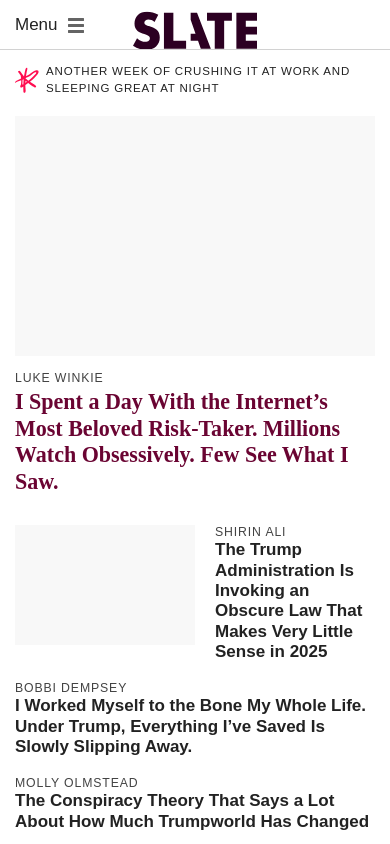 Menu
SLATE
ANOTHER WEEK OF CRUSHING IT AT WORK AND
SLEEPING GREAT AT NIGHT
LUKE WINKIE
I Spent a Day With the Internet’s
Most Beloved Risk-Taker. Millions
Watch Obsessively. Few See What I
Saw.
SHIRIN ALI
The Trump
Administration Is
Invoking an
Obscure Law That
Makes Very Little
Sense in 2025
BOBBI DEMPSEY
I Worked Myself to the Bone My Whole Life.
Under Trump, Everything I’ve Saved Is
Slowly Slipping Away.
MOLLY OLMSTEAD
The Conspiracy Theory That Says a Lot
About How Much Trumpworld Has Changed